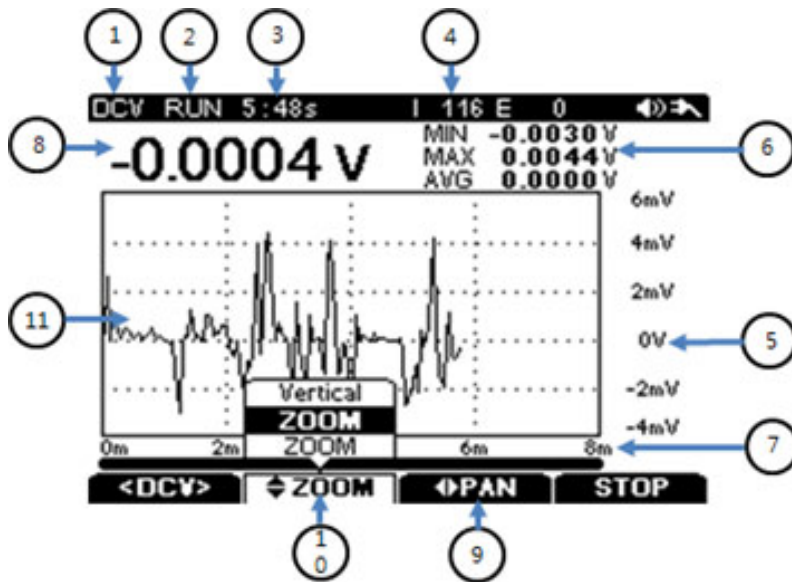 1 2 3 4
DCV RUN 5:48s I 116 E 0
8 -0.0004 V
MIN -0.0030 V
MAX 0.0044 V
AVG 0.0000 V
6
6mV
4mV
2mV
11
0V 5
-2mV
-4mV
Vertical
ZOOM
ZOOM
0m 2m 6m 8m 7
<DCV> ZOOM PAN STOP
10 9